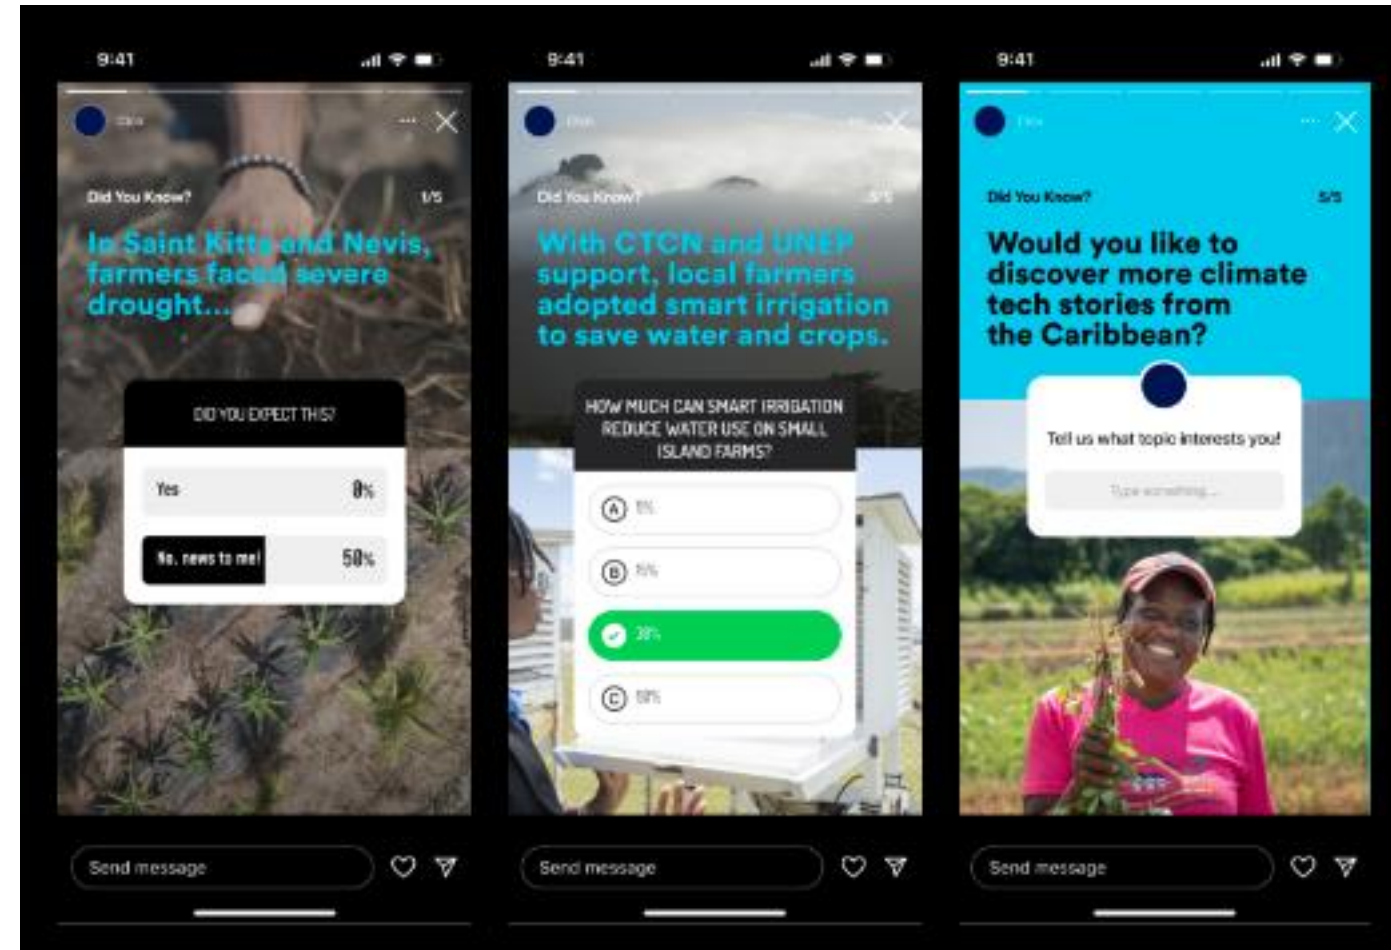 9:41
Did You Know?
1/5
In Saint Kitts and Nevis,
farmers faced severe
drought...
DID YOU EXPECT THIS?
Yes
0%
No, news to me!
50%
Send message
9:41
Did You Know?
With CTCN and UNEP
support, local farmers
adopted smart irrigation
to save water and crops.
HOW MUCH CAN SMART IRRIGATION
REDUCE WATER USE ON SMALL
ISLAND FARMS?
A
B
30%
C
50%
Send message
9:41
Did You Know?
5/5
Would you like to
discover more climate
tech stories from
the Caribbean?
Tell us what topic interests you!
Type something...
Send message